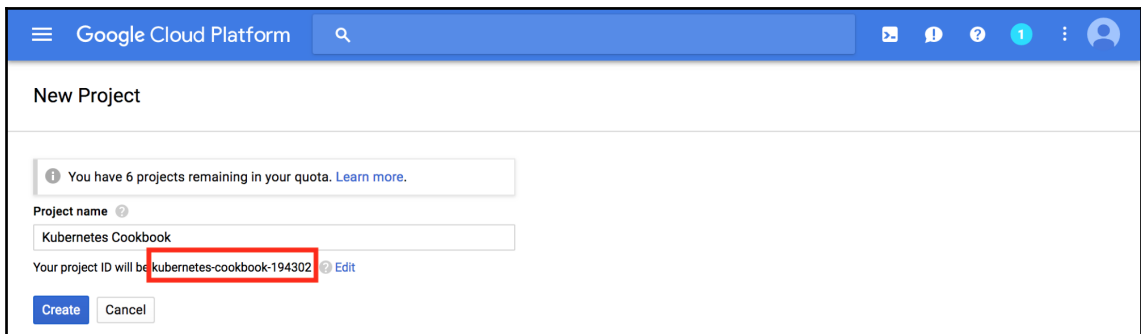 Google Cloud Platform
1
New Project
You have 6 projects remaining in your quota. Learn more.
Project name
Kubernetes Cookbook
Your project ID will be kubernetes-cookbook-194302 Edit
Create Cancel